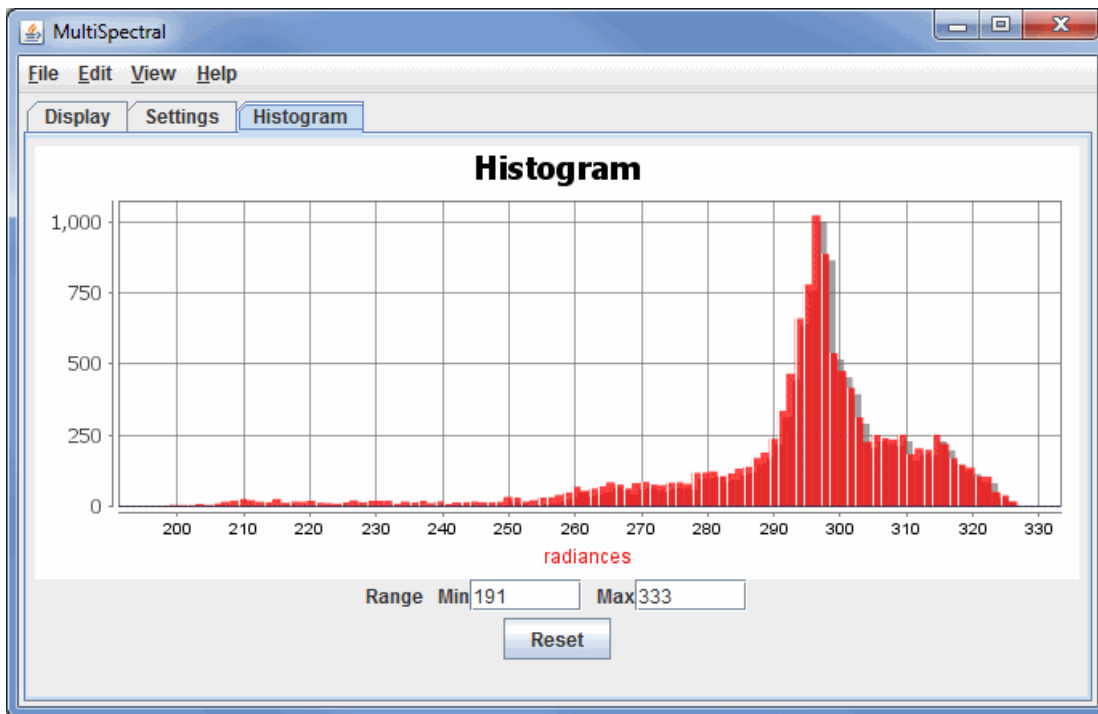 MultiSpectral
File Edit View Help
Display Settings Histogram
Histogram
1,000
750
500
250
0
200 210 220 230 240 250 260 270 280 290 300 310 320 330
radiances
Range Min 191 Max 333
Reset